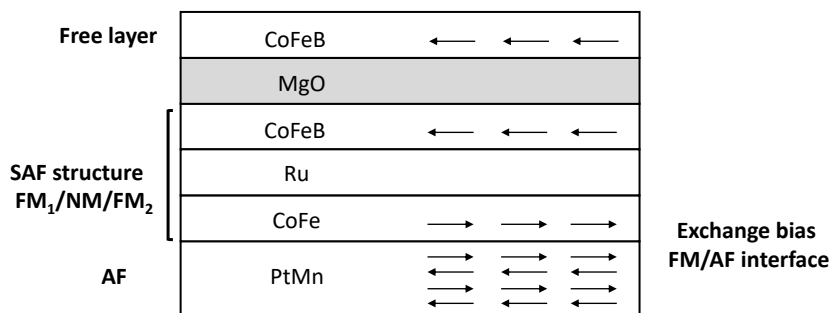 Free layer
CoFeB
MgO
CoFeB
SAF structure
FM₁/NM/FM₂
Ru
CoFe
Exchange bias
FM/AF interface
AF
PtMn